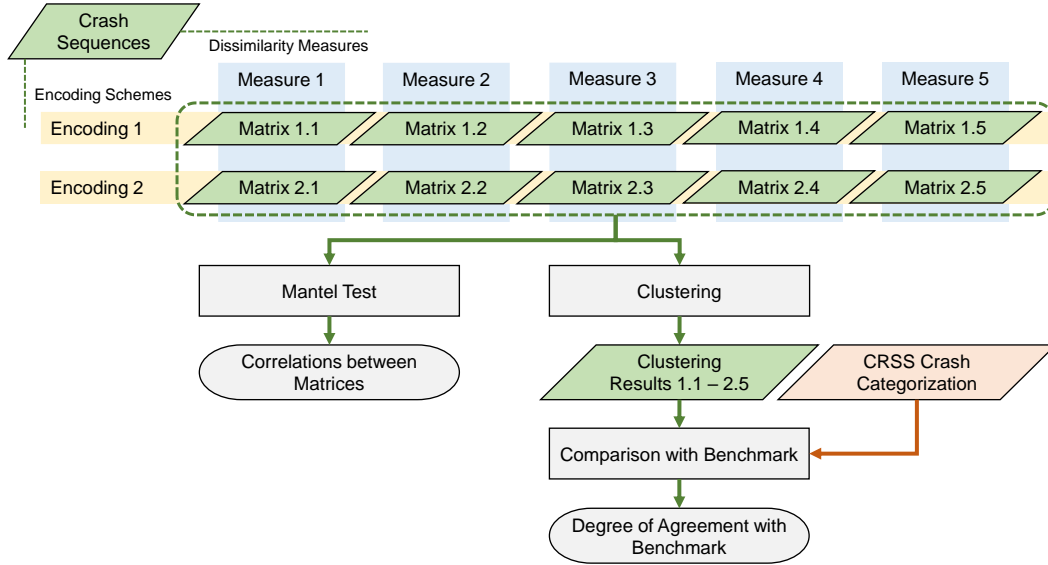 Crash
Sequences
Dissimilarity Measures
Encoding Schemes
Measure 1 Measure 2 Measure 3 Measure 4 Measure 5
Encoding 1 Matrix 1.1 Matrix 1.2 Matrix 1.3 Matrix 1.4 Matrix 1.5
Encoding 2 Matrix 2.1 Matrix 2.2 Matrix 2.3 Matrix 2.4 Matrix 2.5
Mantel Test
Clustering
Correlations between
Matrices
Clustering
Results 1.1 – 2.5
CRSS Crash
Categorization
Comparison with Benchmark
Degree of Agreement with
Benchmark